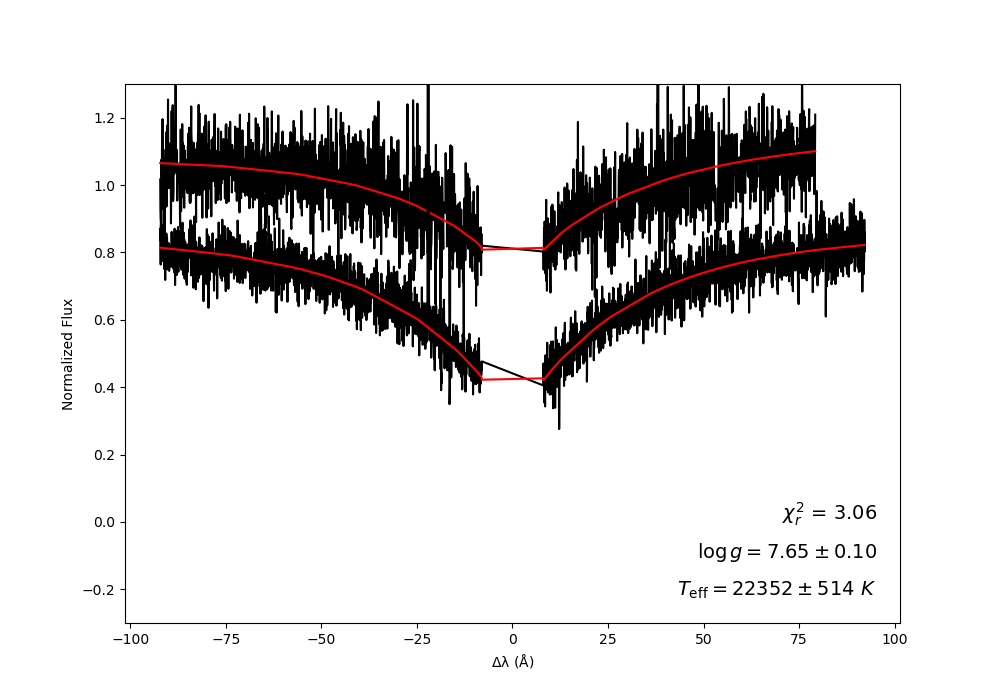 1.2
1.0
0.8
0.6
0.4
0.2
0.0
−0.2
Normalized Flux
χ²ᵣ = 3.06
log g = 7.65 ± 0.10
T_eff = 22352 ± 514 K
−100 −75 −50 −25 0 25 50 75 100
Δλ (Å)